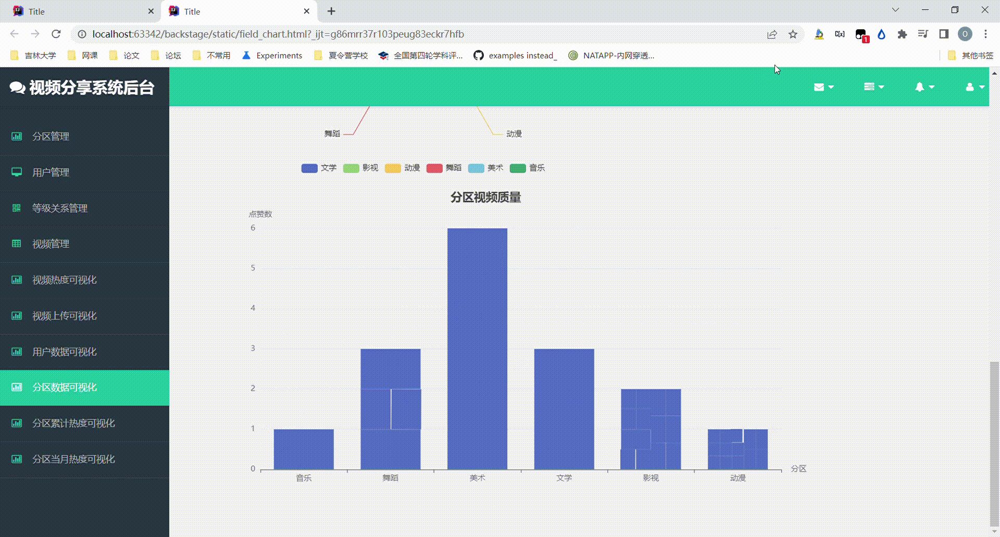 Title
Title
localhost:63342/backstage/static/field_chart.html?_ijt=g86mrr37r103peug83eckr7hfb
1
O
吉林大学
网课
论文
论坛
不常用
Experiments
夏令营学校
全国第四轮学科评...
examples instead_
NATAPP-内网穿透...
其他书签
视频分享系统后台
分区管理
用户管理
等级关系管理
视频管理
视频热度可视化
视频上传可视化
用户数据可视化
分区数据可视化
分区累计热度可视化
分区当月热度可视化
舞蹈
动漫
文学 影视 动漫 舞蹈 美术 音乐
分区视频质量
点赞数
6
5
4
3
2
1
0
音乐 舞蹈 美术 文学 影视 动漫
分区